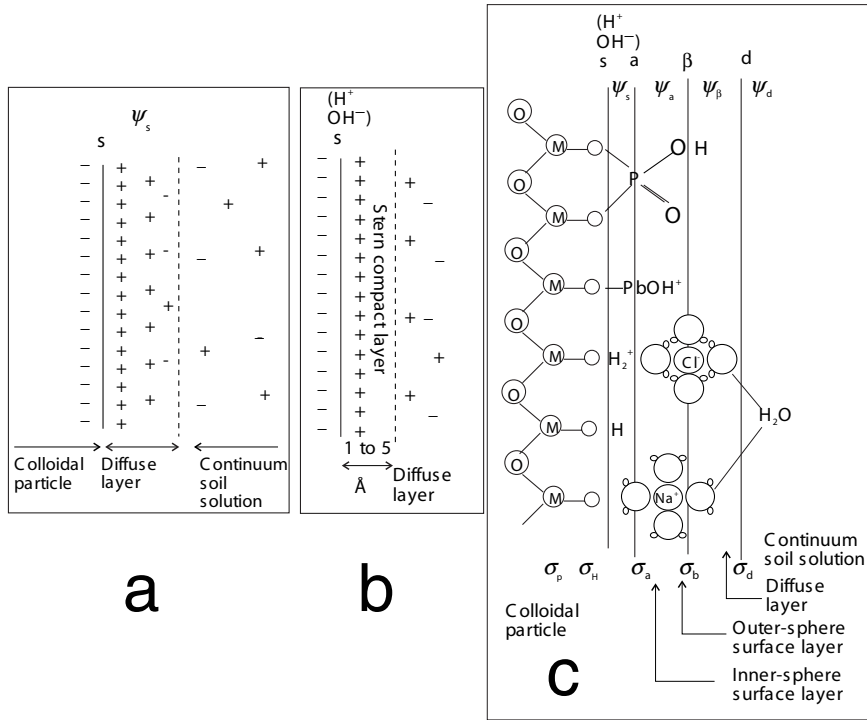 ψs
s
Colloidal
particle
Diffuse
layer
Continuum
soil
solution
a
(H+
OH−)
s
Stern compact layer
1 to 5
Å
Diffuse
layer
b
(H+
OH−)
s a β d
ψs ψa ψβ ψd
O
M
O H
O
P
M
O
O
M
PbOH+
O
M
H2+
Cl-
O
H2O
M
H
O
M
Na+
σp σH σa σb σd
Continuum
soil solution
Diffuse
layer
Colloidal
particle
Outer-sphere
surface layer
Inner-sphere
surface layer
c